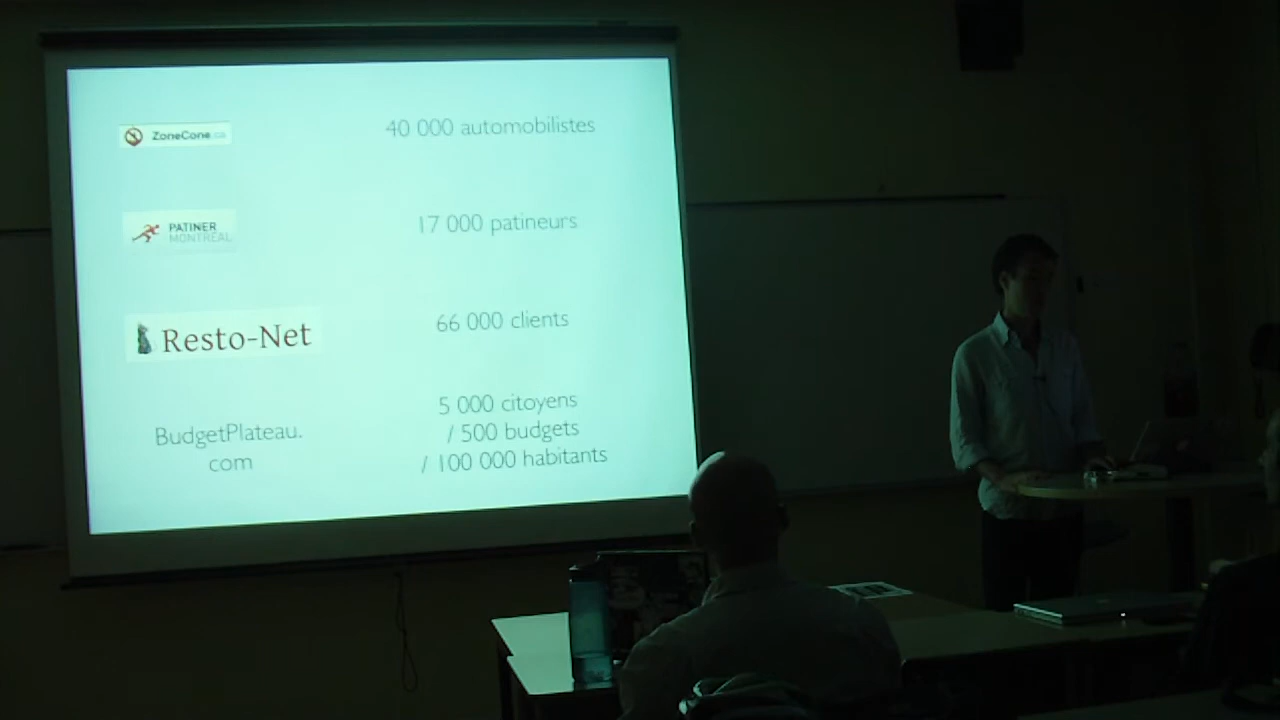 ZoneCone.ca
40 000 automobilistes
PATINER
MONTRÉAL
17 000 patineurs
Resto-Net
66 000 clients
BudgetPlateau.
com
5 000 citoyens
/ 500 budgets
/ 100 000 habitants